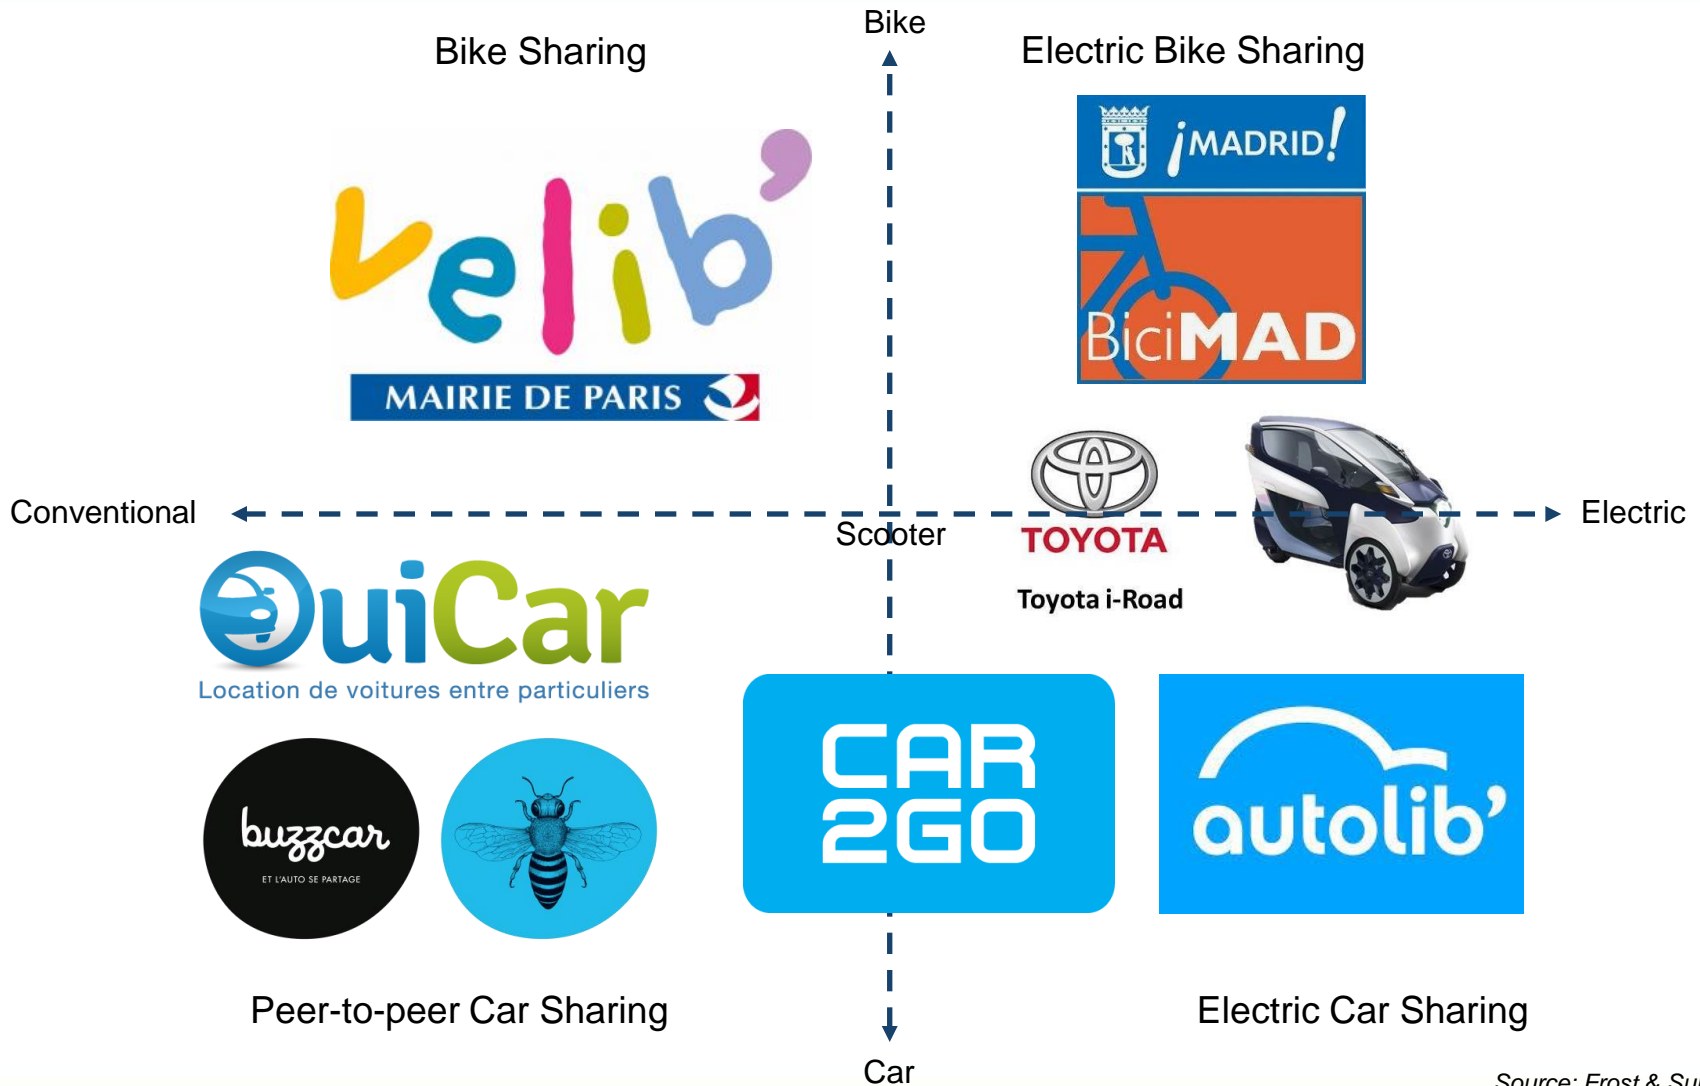 Bike
Bike Sharing
Electric Bike Sharing
¡MADRID!
velib'
BiciMAD
MAIRIE DE PARIS
Conventional
Electric
Scooter
TOYOTA
Toyota i-Road
OuiCar
Location de voitures entre particuliers
CAR
2GO
autolib'
buzzcar
ET L'AUTO SE PARTAGE
Peer-to-peer Car Sharing
Electric Car Sharing
Car
Source: Frost &